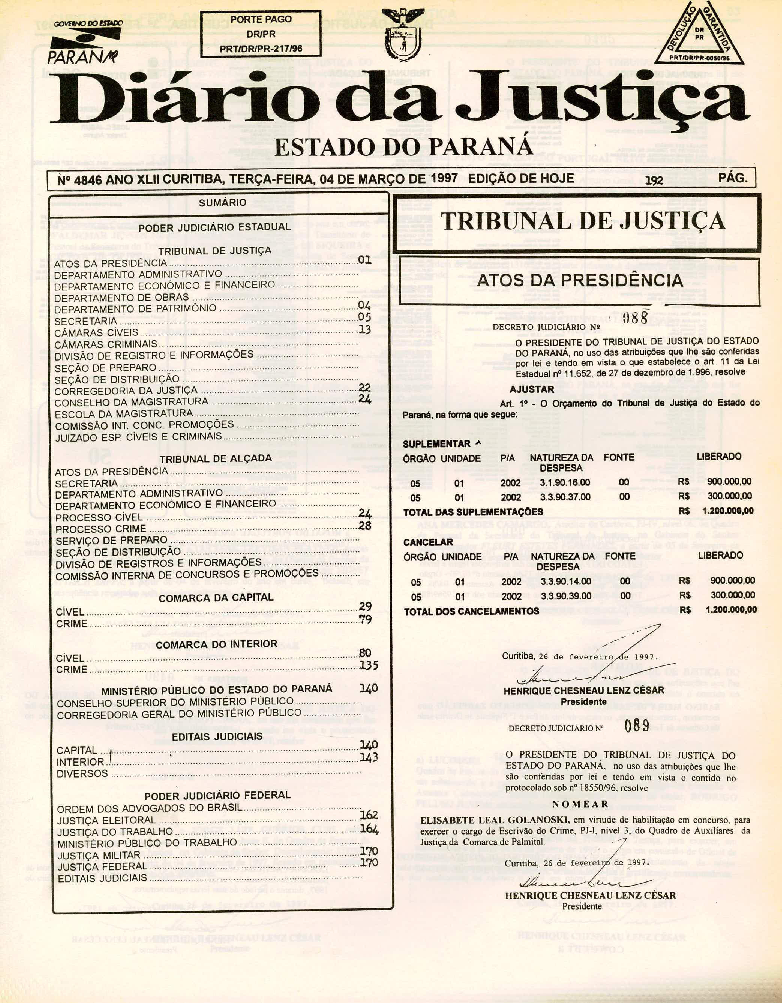 GOVERNO DO ESTADO
PARANÁ
PORTE PAGO
DR/PR
PRT/DR/PR-217/96
DEVOLUÇÃO
GARANTIDA
DR
PR
PRT/DR/PR-0050/96
Diário da Justiça
ESTADO DO PARANÁ
Nº 4846 ANO XLII CURITIBA, TERÇA-FEIRA, 04 DE MARÇO DE 1997 EDIÇÃO DE HOJE 192 PÁG.
SUMÁRIO
PODER JUDICIÁRIO ESTADUAL
TRIBUNAL DE JUSTIÇA
ATOS DA PRESIDÊNCIA 01
DEPARTAMENTO ADMINISTRATIVO
DEPARTAMENTO ECONÔMICO E FINANCEIRO
DEPARTAMENTO DE OBRAS
DEPARTAMENTO DE PATRIMÔNIO 04
SECRETARIA 05
CÂMARAS CÍVEIS 13
CÂMARAS CRIMINAIS
DIVISÃO DE REGISTRO E INFORMAÇÕES
SEÇÃO DE PREPARO
SEÇÃO DE DISTRIBUIÇÃO
CORREGEDORIA DA JUSTIÇA 22
CONSELHO DA MAGISTRATURA 24
ESCOLA DA MAGISTRATURA
COMISSÃO INT. CONC. PROMOÇÕES
JUIZADO ESP. CÍVEIS E CRIMINAIS
TRIBUNAL DE ALÇADA
ATOS DA PRESIDÊNCIA
SECRETARIA
DEPARTAMENTO ADMINISTRATIVO
DEPARTAMENTO ECONÔMICO E FINANCEIRO
PROCESSO CÍVEL 24
PROCESSO CRIME 28
SERVIÇO DE PREPARO
SEÇÃO DE DISTRIBUIÇÃO
DIVISÃO DE REGISTROS E INFORMAÇÕES
COMISSÃO INTERNA DE CONCURSOS E PROMOÇÕES
COMARCA DA CAPITAL
CÍVEL 29
CRIME 79
COMARCA DO INTERIOR
CÍVEL 80
CRIME 135
MINISTÉRIO PÚBLICO DO ESTADO DO PARANÁ 140
CONSELHO SUPERIOR DO MINISTÉRIO PÚBLICO
CORREGEDORIA GERAL DO MINISTÉRIO PÚBLICO
EDITAIS JUDICIAIS
CAPITAL 140
INTERIOR 143
DIVERSOS
PODER JUDICIÁRIO FEDERAL
ORDEM DOS ADVOGADOS DO BRASIL
JUSTIÇA ELEITORAL 162
JUSTIÇA DO TRABALHO 164
MINISTÉRIO PÚBLICO DO TRABALHO
JUSTIÇA MILITAR 170
JUSTIÇA FEDERAL 170
EDITAIS JUDICIAIS
TRIBUNAL DE JUSTIÇA
ATOS DA PRESIDÊNCIA
DECRETO JUDICIÁRIO Nº 088
O PRESIDENTE DO TRIBUNAL DE JUSTIÇA DO ESTADO
DO PARANÁ, no uso das atribuições que lhe são conferidas
por lei e tendo em vista o que estabelece o art. 11 da Lei
Estadual nº 11.652, de 27 de dezembro de 1.996, resolve
AJUSTAR
Art. 1º - O Orçamento do Tribunal de Justiça do Estado do
Paraná, na forma que segue:
SUPLEMENTAR
ÓRGÃO UNIDADE P/A NATUREZA DA FONTE LIBERADO
DESPESA
05 01 2002 3.1.90.16.00 00 R$ 900.000,00
05 01 2002 3.3.90.37.00 00 R$ 300.000,00
TOTAL DAS SUPLEMENTAÇÕES R$ 1.200.000,00
CANCELAR
ÓRGÃO UNIDADE P/A NATUREZA DA FONTE LIBERADO
DESPESA
05 01 2002 3.3.90.14.00 00 R$ 900.000,00
05 01 2002 3.3.90.39.00 00 R$ 300.000,00
TOTAL DOS CANCELAMENTOS R$ 1.200.000,00
Curitiba, 26 de fevereiro de 1997.
HENRIQUE CHESNEAU LENZ CÉSAR
Presidente
DECRETO JUDICIARIO Nº 089
O PRESIDENTE DO TRIBUNAL DE JUSTIÇA DO
ESTADO DO PARANÁ, no uso das atribuições que lhe
são conferidas por lei e tendo em vista o contido no
protocolado sob nº 18550/96, resolve
NOMEAR
ELISABETE LEAL GOLANOSKI, em virtude de habilitação em concurso, para
exercer o cargo de Escrivão do Crime, PJ-I, nível 3, do Quadro de Auxiliares da
Justiça da Comarca de Palmital.
Curitiba, 26 de fevereiro de 1997.
HENRIQUE CHESNEAU LENZ CÉSAR
Presidente